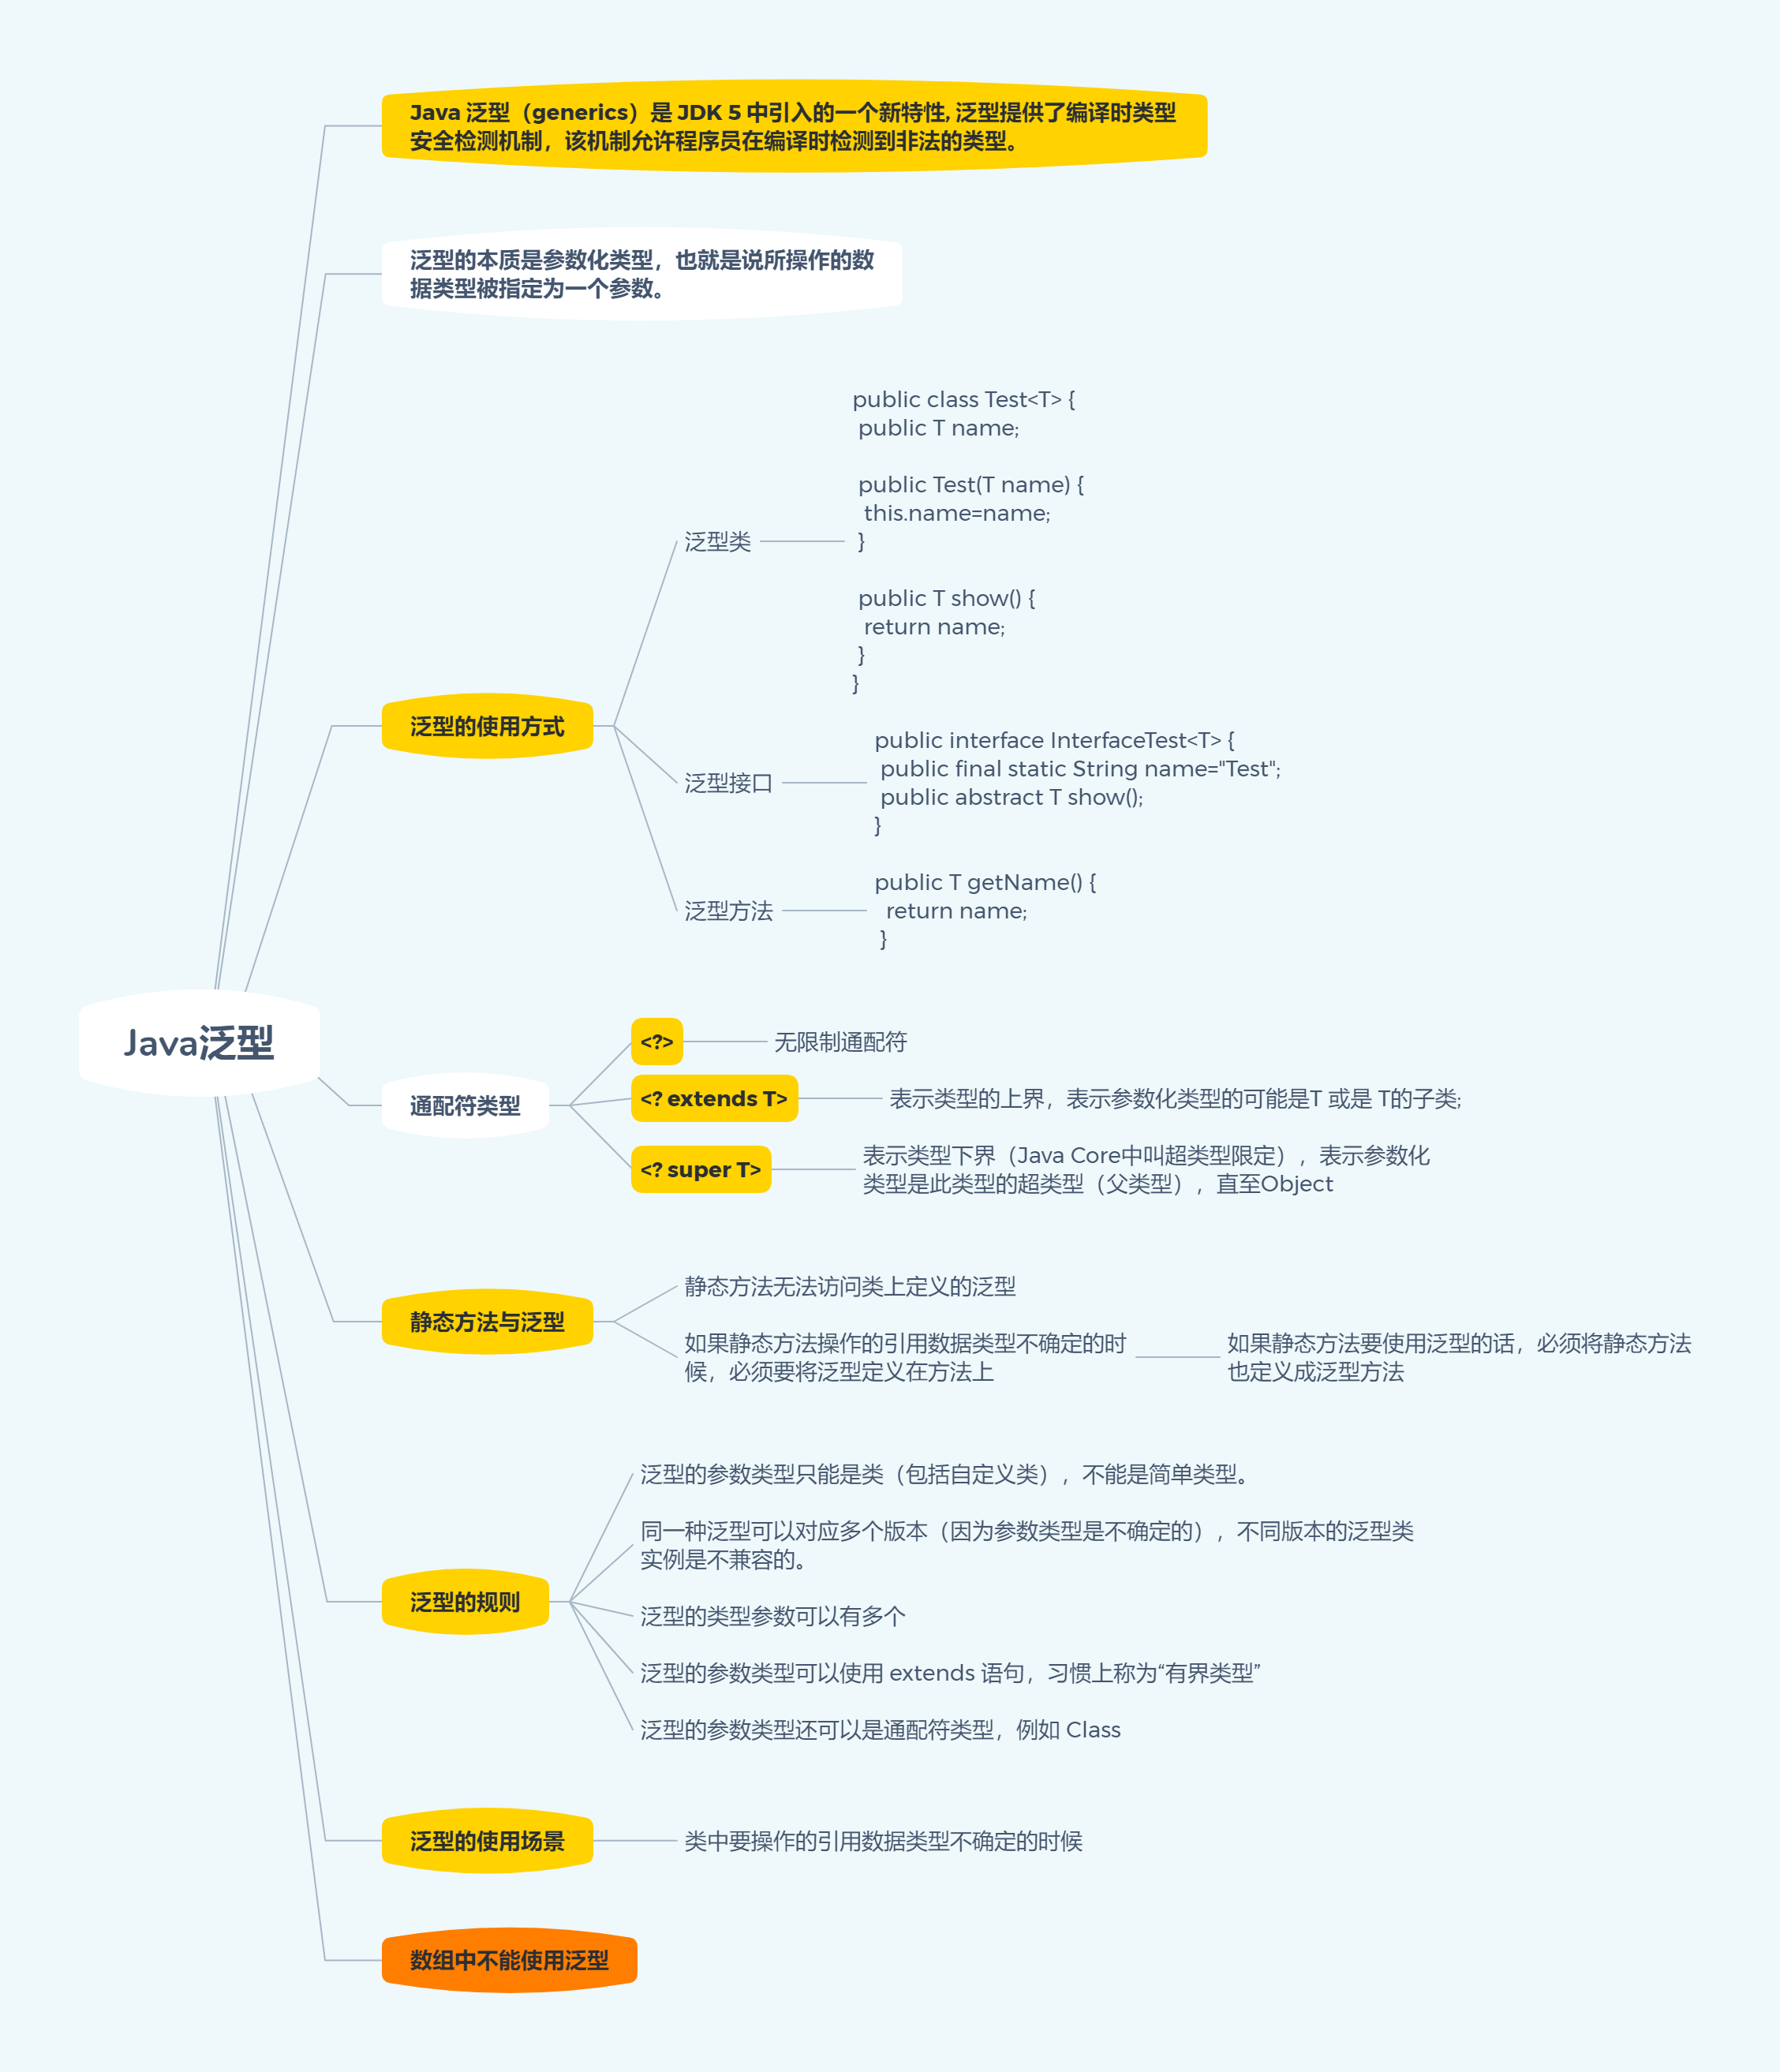 Java 泛型（generics）是 JDK 5 中引入的一个新特性, 泛型提供了编译时类型
安全检测机制，该机制允许程序员在编译时检测到非法的类型。
泛型的本质是参数化类型，也就是说所操作的数
据类型被指定为一个参数。
泛型的使用方式
泛型类
public class Test<T> {
public T name;
public Test(T name) {
this.name=name;
}
public T show() {
return name;
}
}
泛型接口
public interface InterfaceTest<T> {
public final static String name="Test";
public abstract T show();
}
泛型方法
public T getName() {
return name;
}
Java泛型
通配符类型
<?>
无限制通配符
<? extends T>
表示类型的上界，表示参数化类型的可能是T 或是 T的子类;
<? super T>
表示类型下界（Java Core中叫超类型限定），表示参数化
类型是此类型的超类型（父类型），直至Object
静态方法与泛型
静态方法无法访问类上定义的泛型
如果静态方法操作的引用数据类型不确定的时
候，必须要将泛型定义在方法上
如果静态方法要使用泛型的话，必须将静态方法
也定义成泛型方法
泛型的规则
泛型的参数类型只能是类（包括自定义类），不能是简单类型。
同一种泛型可以对应多个版本（因为参数类型是不确定的），不同版本的泛型类
实例是不兼容的。
泛型的类型参数可以有多个
泛型的参数类型可以使用 extends 语句，习惯上称为“有界类型”
泛型的参数类型还可以是通配符类型，例如 Class
泛型的使用场景
类中要操作的引用数据类型不确定的时候
数组中不能使用泛型